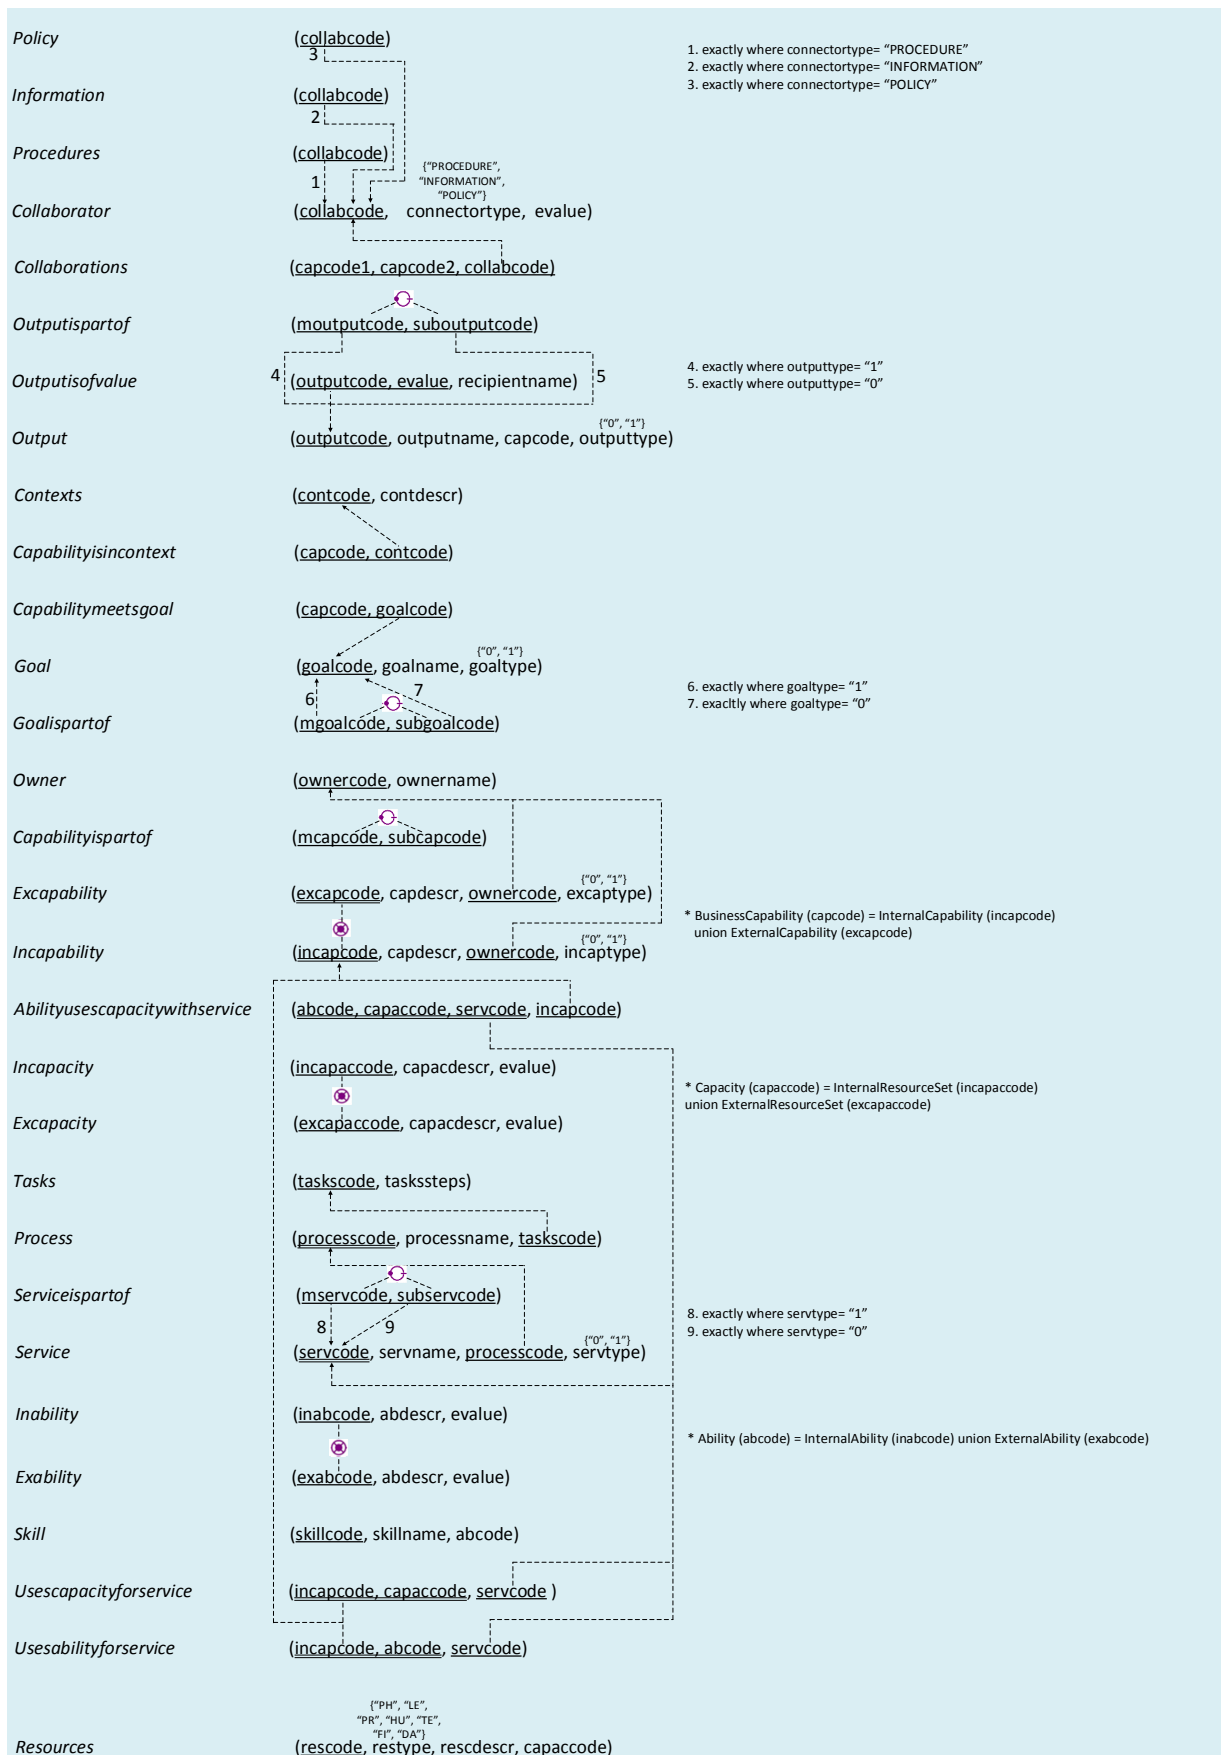 Policy (collabcode)
1. exactly where connectortype= “PROCEDURE”
2. exactly where connectortype= “INFORMATION”
3. exactly where connectortype= “POLICY”
3
Information (collabcode)
2
Procedures (collabcode)
1
{“PROCEDURE”,
“INFORMATION”,
“POLICY”}
Collaborator (collabcode, connectortype, evalue)
Collaborations (capcode1, capcode2, collabcode)
Outputispartof (moutputcode, suboutputcode)
4. exactly where outputtype= “1”
5. exactly where outputtype= “0”
Outputisofvalue 4 (outputcode, evalue, recipientname) 5
{“0”, “1”}
Output (outputcode, outputname, capcode, outputtype)
Contexts (contcode, contdescr)
Capabilityisincontext (capcode, contcode)
Capabilitymeetsgoal (capcode, goalcode)
{“0”, “1”}
Goal (goalcode, goalname, goaltype)
6 7
6. exactly where goaltype= “1”
7. exacltly where goaltype= “0”
Goalispartof (mgoalcode, subgoalcode)
Owner (ownercode, ownername)
Capabilityispartof (mcapcode, subcapcode)
{“0”, “1”}
Excapability (excapcode, capdescr, ownercode, excaptype)
* BusinessCapability (capcode) = InternalCapability (incapcode)
union ExternalCapability (excapcode)
{“0”, “1”}
Incapability (incapcode, capdescr, ownercode, incaptype)
Abilityusescapacitywithservice (abcode, capaccode, servcode, incapcode)
Incapacity (incapaccode, capacdescr, evalue)
* Capacity (capaccode) = InternalResourceSet (incapaccode)
union ExternalResourceSet (excapaccode)
Excapacity (excapaccode, capacdescr, evalue)
Tasks (taskscode, taskssteps)
Process (processcode, processname, taskscode)
Serviceispartof (mservcode, subservcode)
8. exactly where servtype= “1”
9. exactly where servtype= “0”
8 9
{“0”, “1”}
Service (servcode, servname, processcode, servtype)
Inability (inabcode, abdescr, evalue)
* Ability (abcode) = InternalAbility (inabcode) union ExternalAbility (exabcode)
Exability (exabcode, abdescr, evalue)
Skill (skillcode, skillname, abcode)
Usescapacityforservice (incapcode, capaccode, servcode )
Usesabilityforservice (incapcode, abcode, servcode)
{“PH”, “LE”,
“PR”, “HU”, “TE”,
“FI”, “DA”}
Resources (rescode, restype, rescdescr, capaccode)